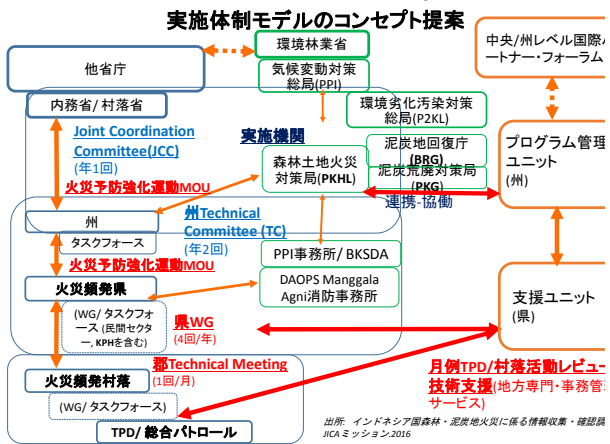 実施体制モデルのコンセプト提案
環境林業省
他省庁
気候変動対策
総局(PPI)
中央/州レベル国際パ
ートナー・フォーラム
内務省/ 村落省
環境劣化汚染対策
総局(P2KL)
Joint Coordination
Committee(JCC)
(年1回)
実施機関
森林土地火災
対策局(PKHL)
泥炭地回復庁
(BRG)
泥炭荒廃対策局
(PKG)
プログラム管理
ユニット
(州)
火災予防強化運動MOU
連携-協働
州
タスクフォース
州Technical
Committee (TC)
(年2回)
火災予防強化運動MOU
PPI事務所/ BKSDA
DAOPS Manggala
Agni消防事務所
火災頻発県
(WG/ タスクフォ
ース (民間セクタ
ー, KPHを含む)
県WG
(4回/年)
支援ユニット
(県)
郡Technical Meeting
(1回/月)
火災頻発村落
(WG/ タスクフォース)
TPD/ 総合パトロール
月例TPD/村落活動レビュー
技術支援(地方専門・事務管理
サービス)
出所: インドネシア国森林・泥炭火災に係る情報収集・確認調
JICAミッション.2016